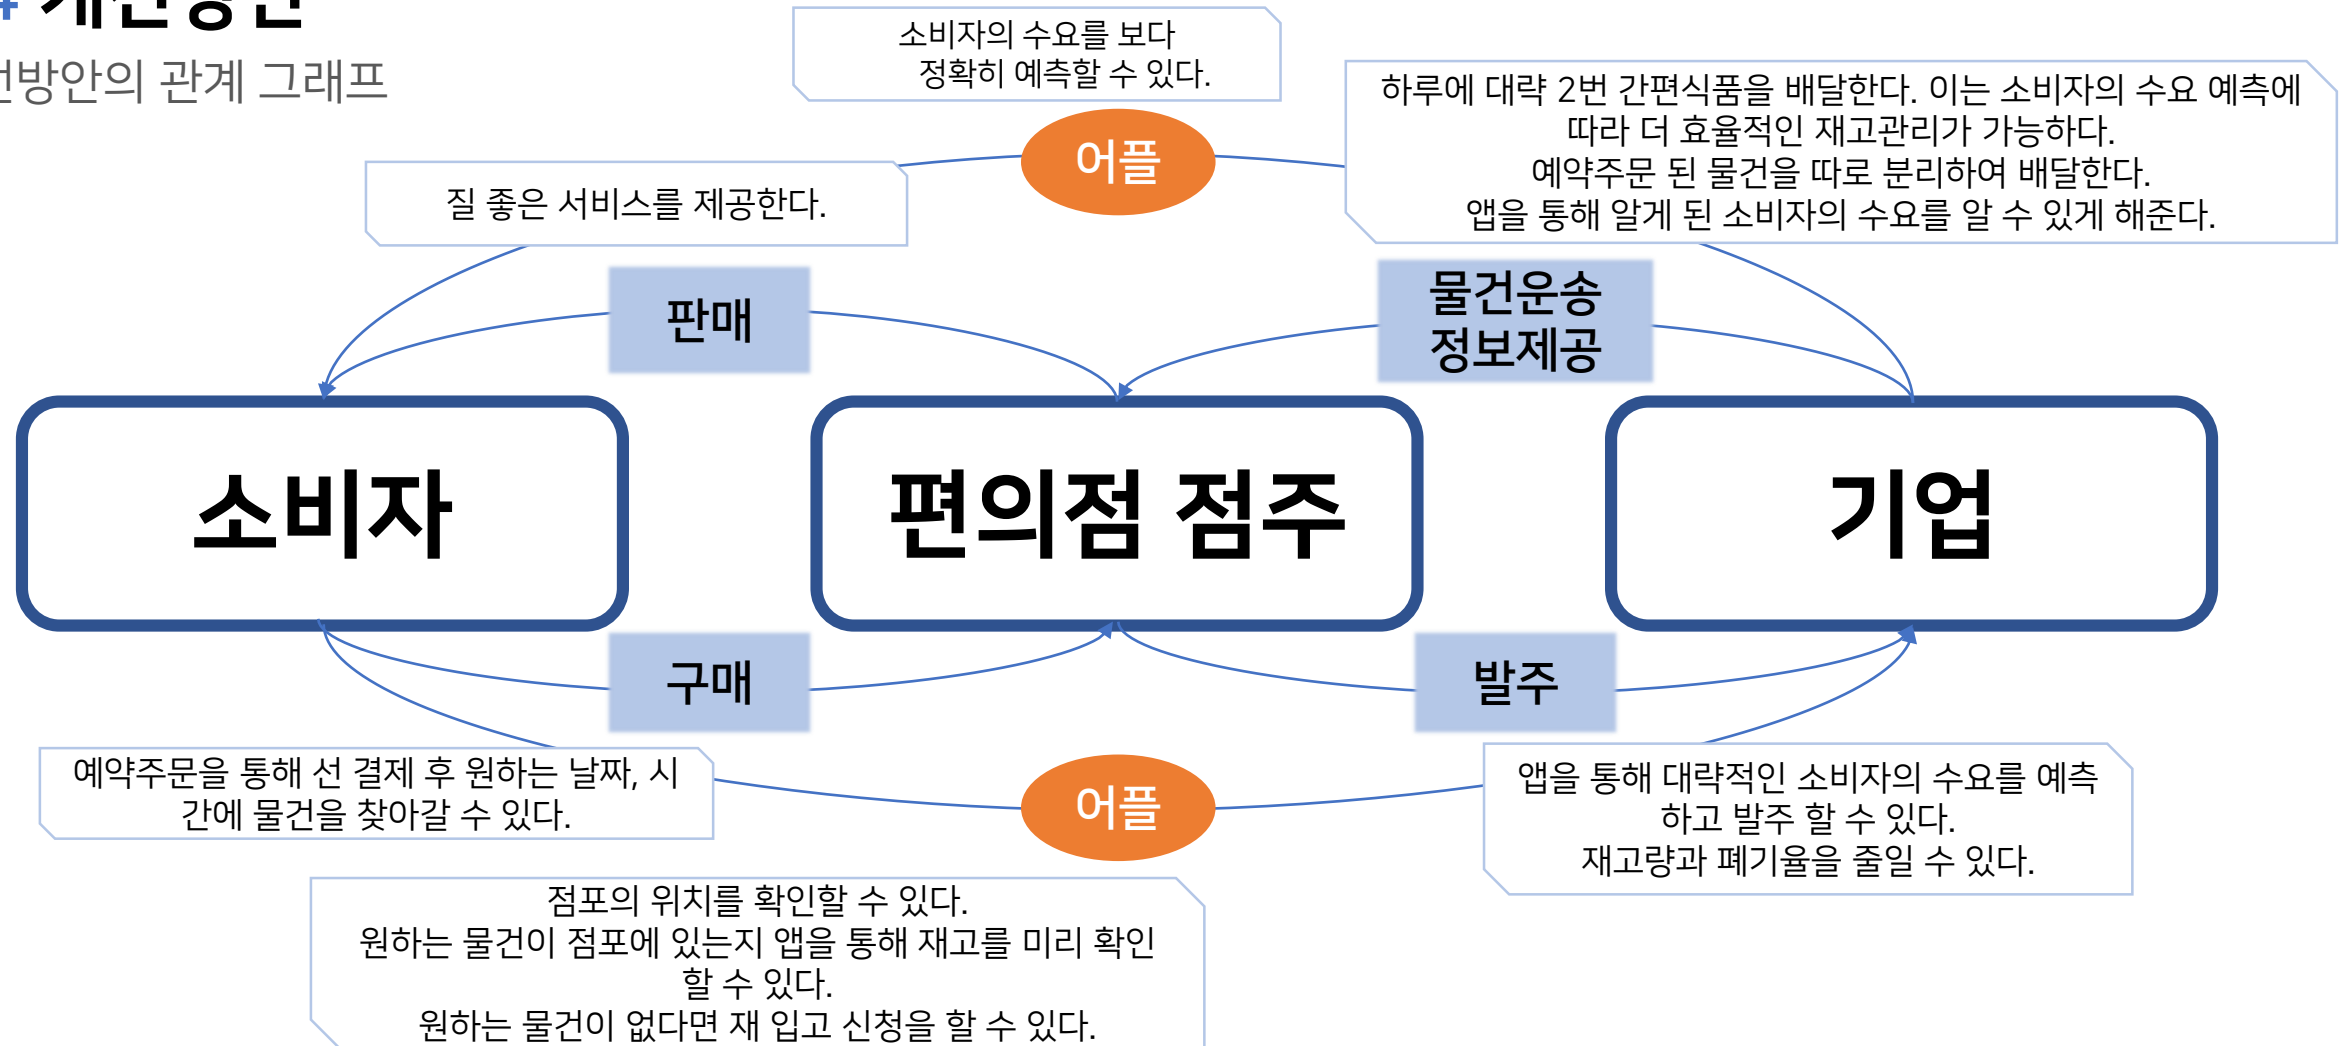 방안의 관계 그래프
소비자의 수요를 보다
정확히 예측할 수 있다.
하루에 대략 2번 간편식품을 배달한다. 이는 소비자의 수요 예측에
따라 더 효율적인 재고관리가 가능하다.
예약주문 된 물건을 따로 분리하여 배달한다.
앱을 통해 알게 된 소비자의 수요를 알 수 있게 해준다.
어플
질 좋은 서비스를 제공한다.
판매
물건운송
정보제공
소비자
편의점 점주
기업
구매
발주
예약주문을 통해 선 결제 후 원하는 날짜, 시
간에 물건을 찾아갈 수 있다.
어플
앱을 통해 대략적인 소비자의 수요를 예측
하고 발주 할 수 있다.
재고량과 폐기율을 줄일 수 있다.
점포의 위치를 확인할 수 있다.
원하는 물건이 점포에 있는지 앱을 통해 재고를 미리 확인
할 수 있다.
원하는 물건이 없다면 재 입고 신청을 할 수 있다.